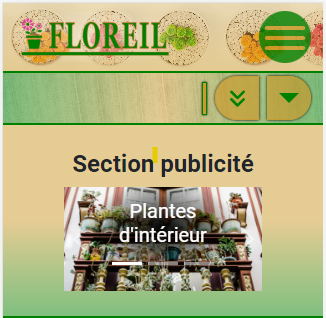 FLOREIL
Section publicité
Plantes
d'intérieur